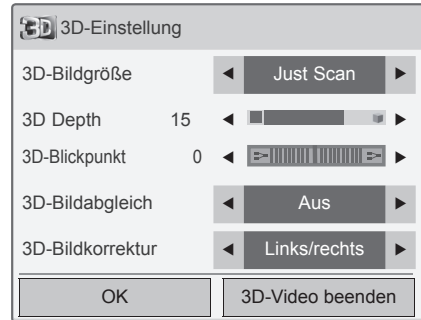 3D 3D-Einstellung
3D-Bildgröße Just Scan
3D Depth 15
3D-Blickpunkt 0
3D-Bildabgleich Aus
3D-Bildkorrektur Links/rechts
OK 3D-Video beenden